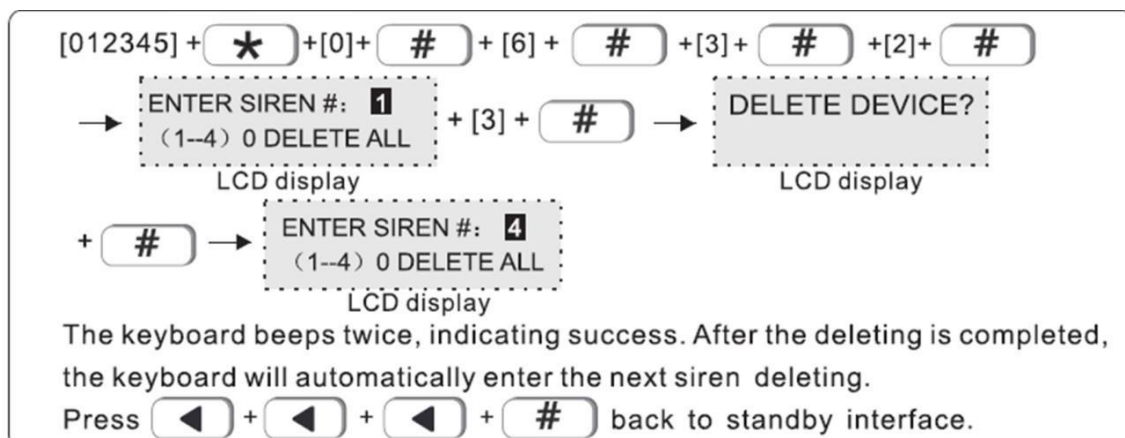 [012345] + * +[0]+ # + [6] + # +[3]+ # +[2]+ #
→ ENTER SIREN #: 1 + [3] + # → DELETE DEVICE?
（1--4）0 DELETE ALL
LCD display LCD display
+ # → ENTER SIREN #: 4
（1--4）0 DELETE ALL
LCD display
The keyboard beeps twice, indicating success. After the deleting is completed,
the keyboard will automatically enter the next siren deleting.
Press ◀ + ◀ + ◀ + # back to standby interface.